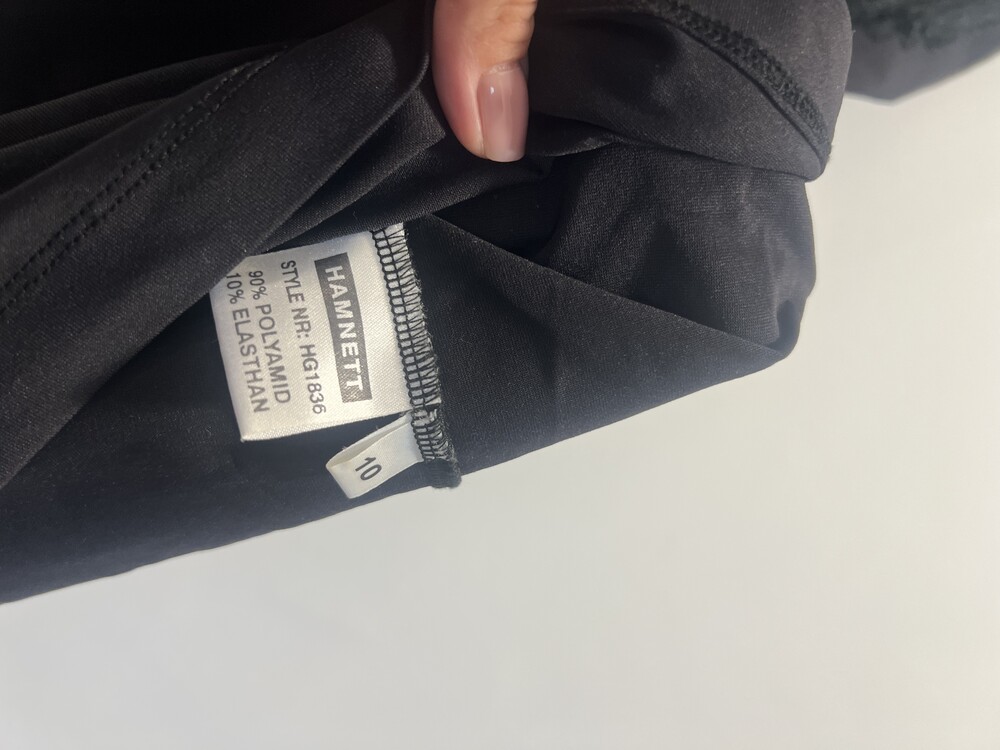 HAMNETT
STYLE NR: HG1836
90% POLYAMID
10% ELASTHAN
10